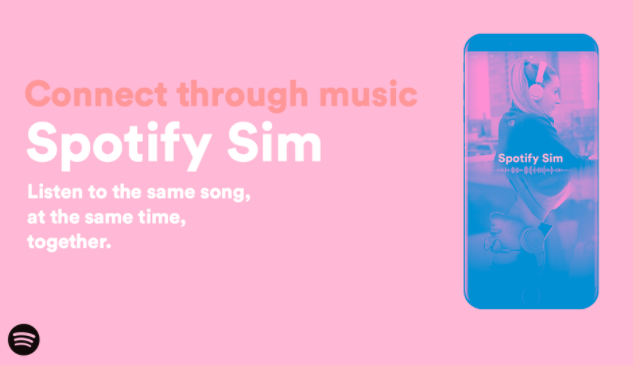 Connect through music
Spotify Sim
Listen to the same song,
at the same time,
together.
Spotify Sim